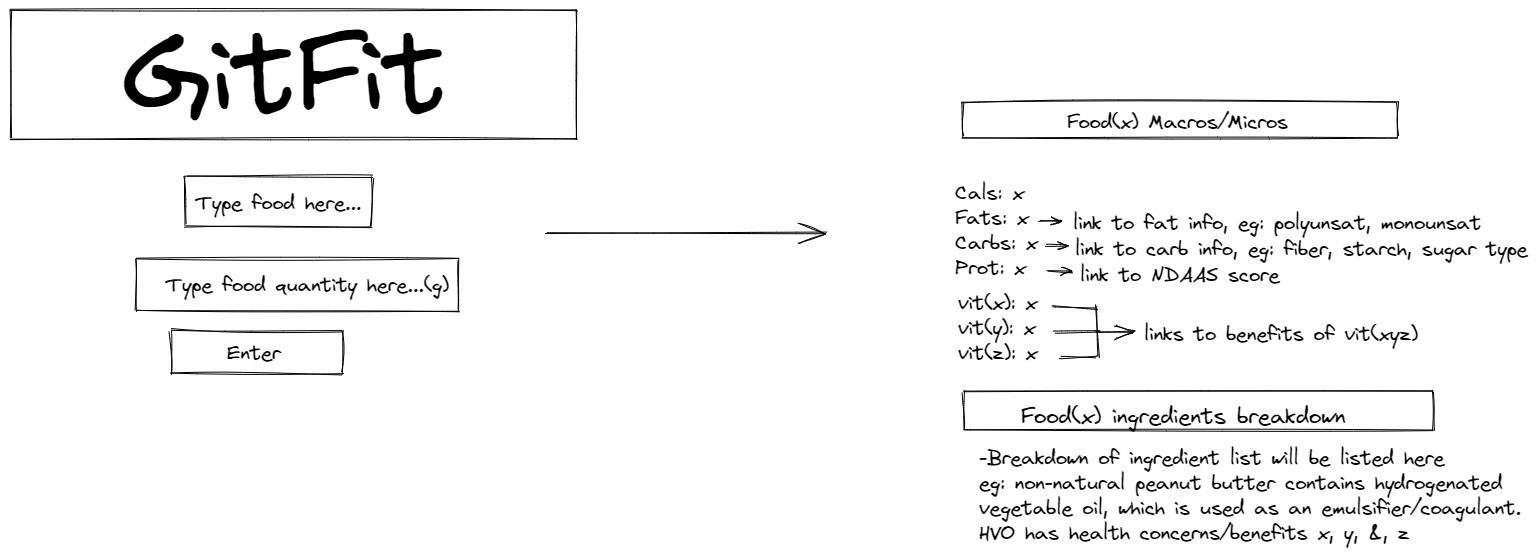 GitFit
Type food here...
Type food quantity here...(g)
Enter
Food(x) Macros/Micros
Cals: x
Fats: x → link to fat info, eg: polyunsat, monounsat
Carbs: x → link to carb info, eg: fiber, starch, sugar type
Prot: x → link to NDAAS score
vit(x): x
vit(y): x → links to benefits of vit(xyz)
vit(z): x
Food(x) ingredients breakdown
-Breakdown of ingredient list will be listed here
eg: non-natural peanut butter contains hydrogenated
vegetable oil, which is used as an emulsifier/coagulant.
HVO has health concerns/benefits x, y, &, z